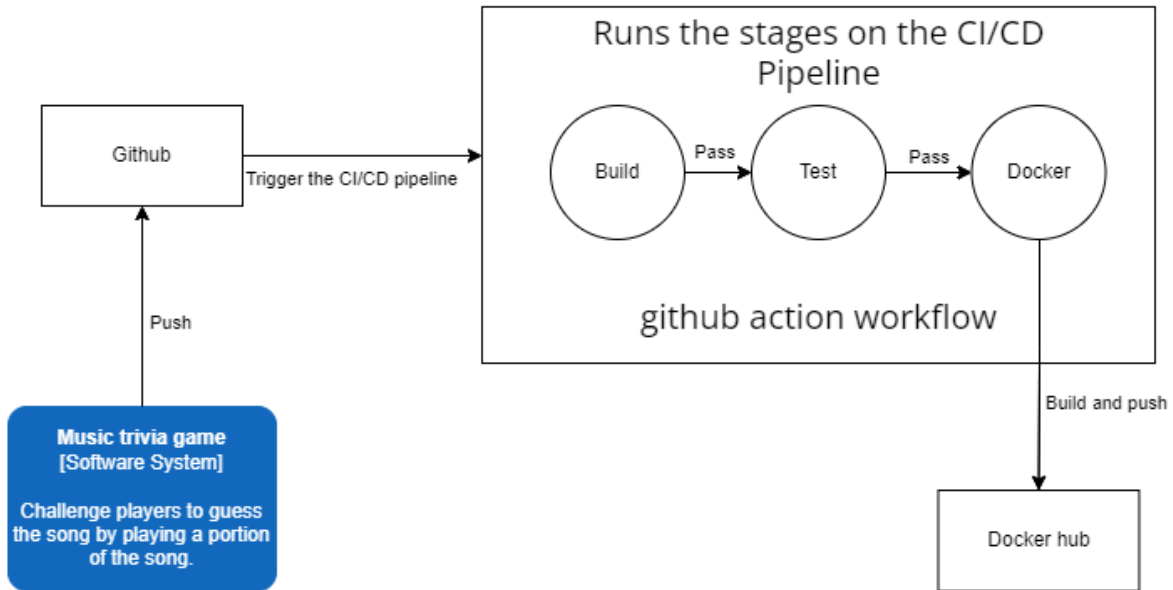 Runs the stages on the CI/CD
Pipeline
Github
Trigger the CI/CD pipeline
Build
Pass
Test
Pass
Docker
github action workflow
Push
Build and push
Music trivia game
[Software System]
Challenge players to guess
the song by playing a portion
of the song.
Docker hub